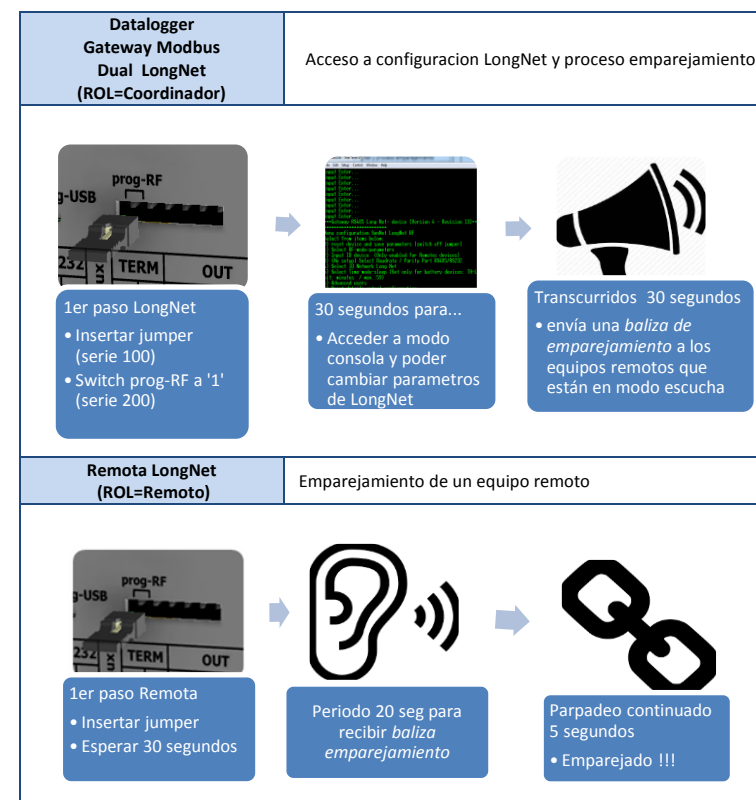 Datalogger
Gateway Modbus
Dual LongNet
(ROL=Coordinador)
Acceso a configuracion LongNet y proceso emparejamiento
prog-RF
g-USB
232
TERM
OUT
1er paso LongNet
• Insertar jumper
(serie 100)
• Switch prog-RF a '1'
(serie 200)
30 segundos para...
• Acceder a modo
consola y poder
cambiar parametros
de LongNet
Transcurridos 30 segundos
• envía una baliza de
emparejamiento a los
equipos remotos que
están en modo escucha
Remota LongNet
(ROL=Remoto)
Emparejamiento de un equipo remoto
prog-RF
g-USB
232
TERM
OUT
1er paso Remota
• Insertar jumper
• Esperar 30 segundos
Periodo 20 seg para
recibir baliza
emparejamiento
Parpadeo continuado
5 segundos
• Emparejado !!!